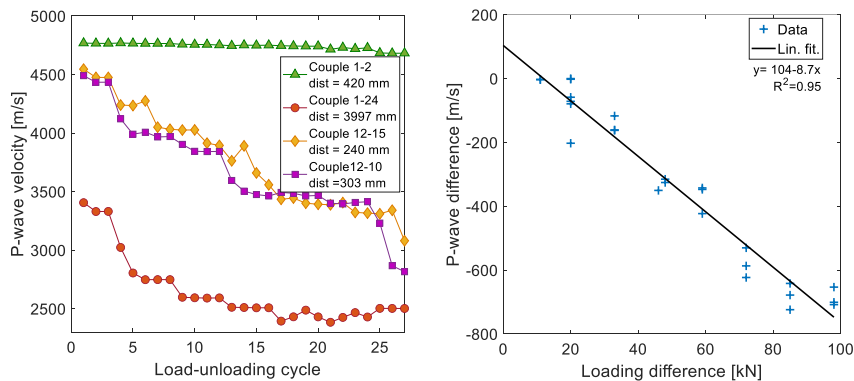 5000
4500
4000
3500
3000
2500
0
5
10
15
20
25
P-wave velocity [m/s]
Load-unloading cycle
Couple 1-2
dist = 420 mm
Couple 1-24
dist = 3997 mm
Couple 12-15
dist = 240 mm
Couple12-10
dist =303 mm
200
0
-200
-400
-600
-800
0
20
40
60
80
100
P-wave difference [m/s]
Loading difference [kN]
Data
Lin. fit.
y= 104-8.7x
R²=0.95